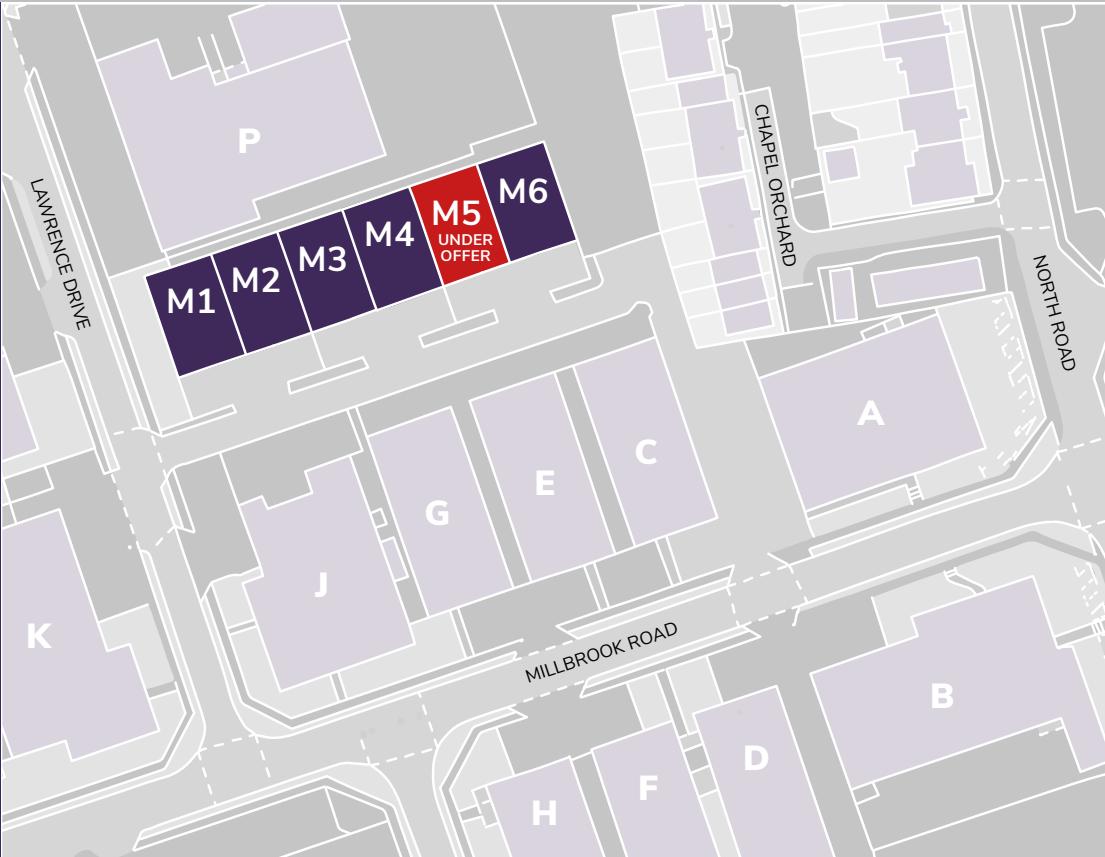 P
CHAPEL ORCHARD
LAWRENCE DRIVE
M6
M5
UNDER
OFFER
M4
M3
M2
M1
NORTH ROAD
A
C
E
G
J
K
MILLBROOK ROAD
B
D
F
H